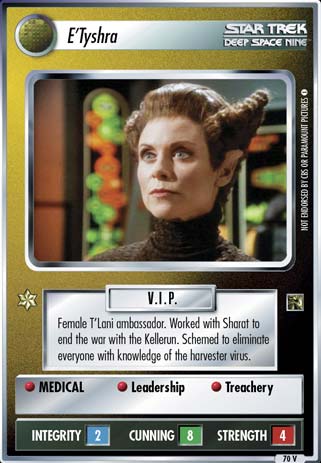 E'Tyshra
STAR TREK
DEEP SPACE NINE
NOT ENDORSED BY CBS OR PARAMOUNT PICTURES
V.I.P.
Female T'Lani ambassador. Worked with Sharat to
end the war with the Kellerun. Schemed to eliminate
everyone with knowledge of the harvester virus.
MEDICAL Leadership Treachery
INTEGRITY 2 CUNNING 8 STRENGTH 4
70 V